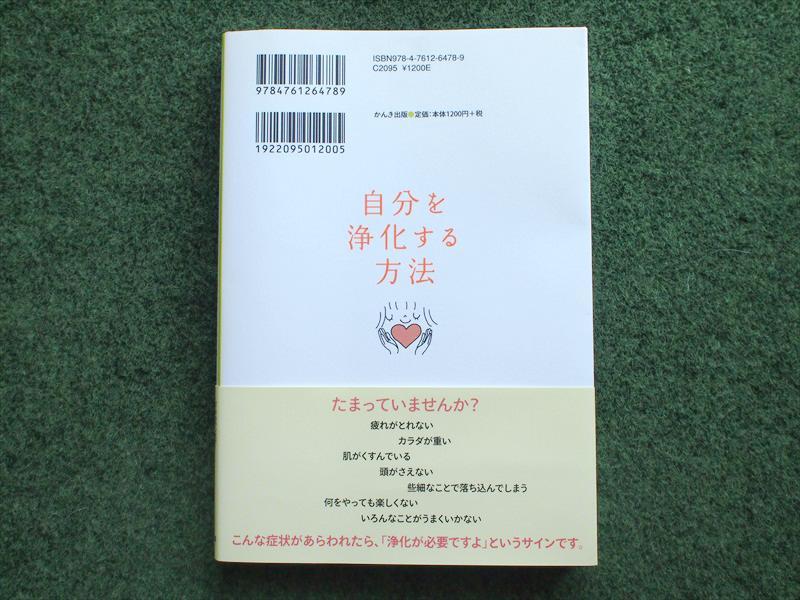 ISBN978-4-7612-6478-9
C2095 ¥1200E
9784761264789
かんき出版●定価:本体1200円+税
1922095012005
自分を
浄化する
方法
たまっていませんか?
疲れがとれない
カラダが重い
肌がくすんでいる
頭がさえない
些細なことで落ち込んでしまう
何をやっても楽しくない
いろんなことがうまくいかない
こんな症状があらわれたら、「浄化が必要ですよ」というサインです。